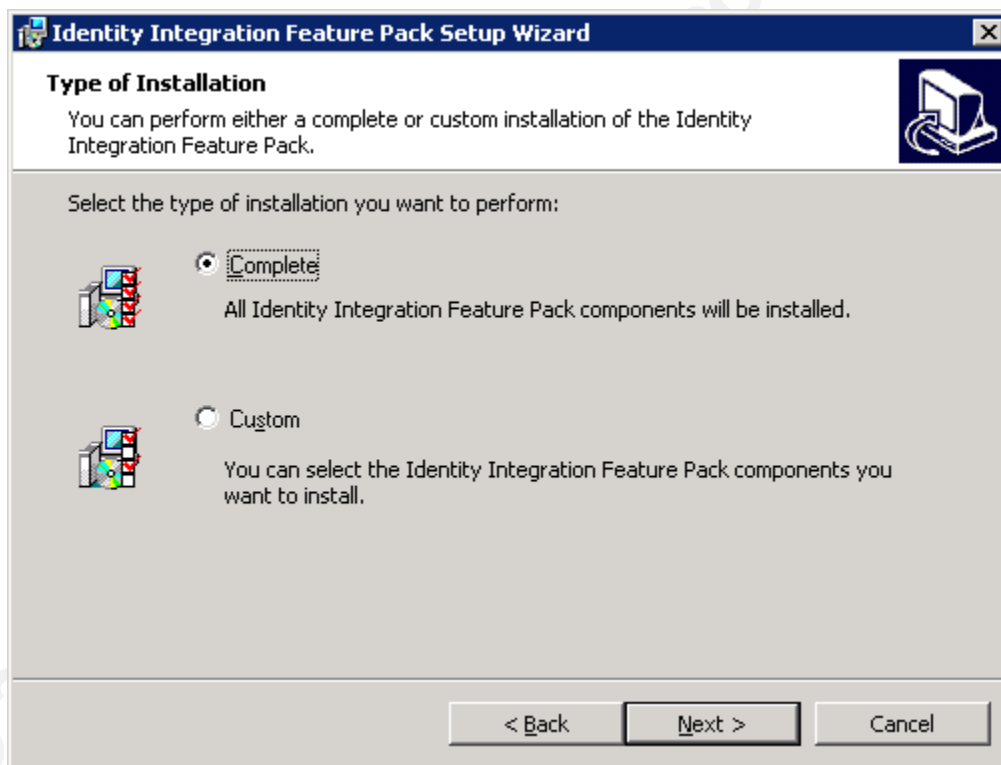 Identity Integration Feature Pack Setup Wizard
Type of Installation
You can perform either a complete or custom installation of the Identity
Integration Feature Pack.
Select the type of installation you want to perform:
Complete
All Identity Integration Feature Pack components will be installed.
Custom
You can select the Identity Integration Feature Pack components you
want to install.
< Back
Next >
Cancel